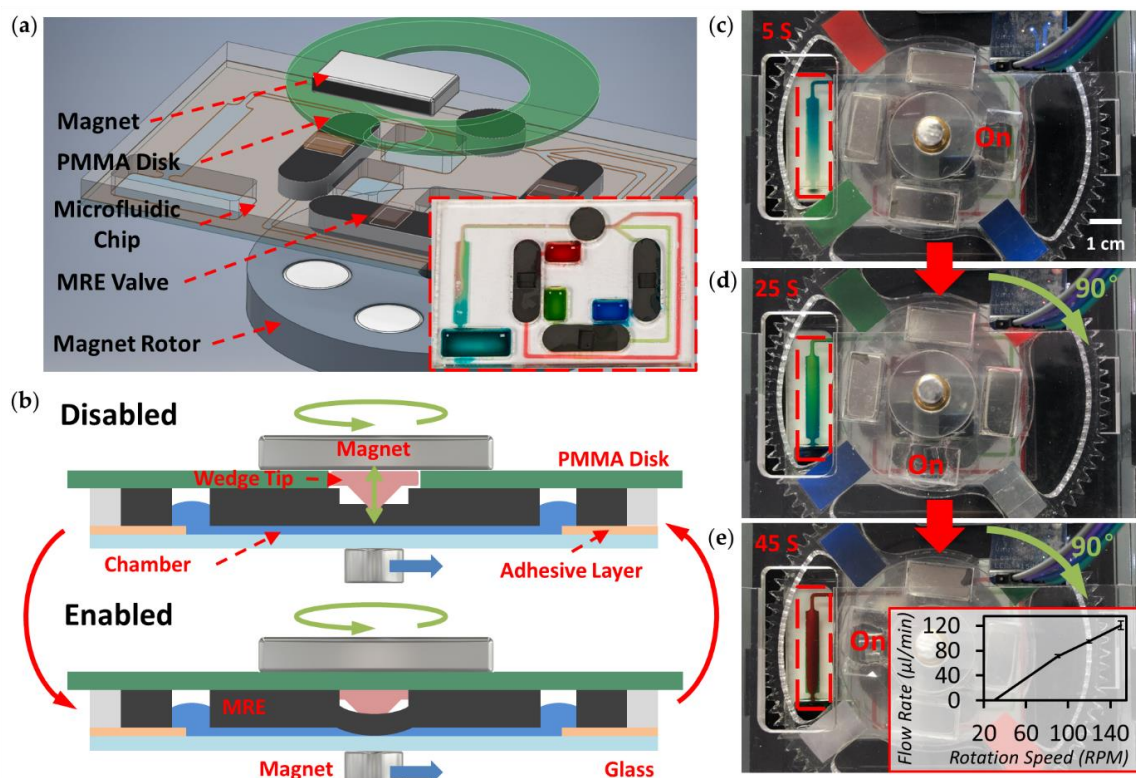 (a)
Magnet
PMMA Disk
Microfluidic
Chip
MRE Valve
Magnet Rotor
(b)
Disabled
Magnet
Wedge Tip
PMMA Disk
Chamber
Adhesive Layer
Enabled
MRE
Magnet
Glass
(c)
5 S
On
1 cm
(d)
25 S
90°
On
(e)
45 S
90°
On
Flow Rate (μl/min)
120
80
40
0
20
60
100
140
Rotation Speed (RPM)